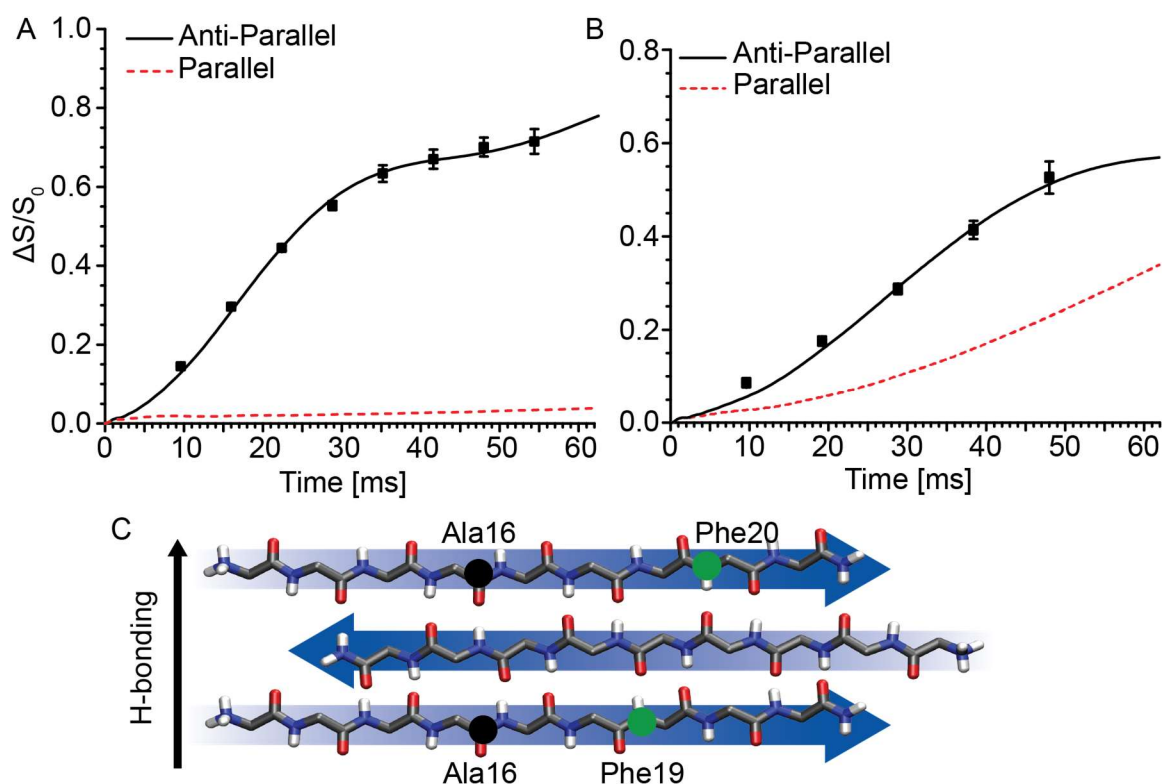 A
Anti-Parallel
Parallel
ΔS/S0
1.0
0.8
0.6
0.4
0.2
0.0
0 10 20 30 40 50 60
Time [ms]
B
Anti-Parallel
Parallel
0.8
0.6
0.4
0.2
0.0
0 10 20 30 40 50 60
Time [ms]
C
H-bonding
Ala16 Phe20
Ala16 Phe19